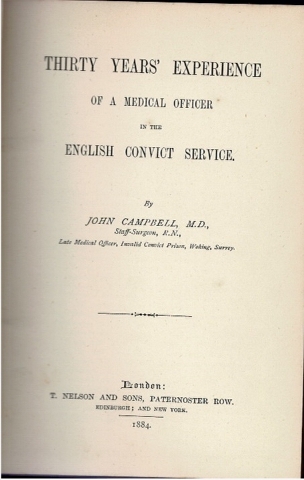 THIRTY YEARS' EXPERIENCE
OF A MEDICAL OFFICER
IN THE
ENGLISH CONVICT SERVICE.
By
JOHN CAMPBELL, M.D.,
Staff-Surgeon, R.N.,
Late Medical Officer, Invalid Convict Prison, Woking, Surrey.
London:
T. NELSON AND SONS, PATERNOSTER ROW.
EDINBURGH; AND NEW YORK.
1884.